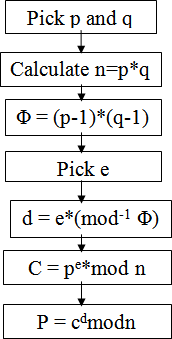 Pick p and q
Calculate n=p*q
Φ = (p-1)*(q-1)
Pick e
d = e*(mod⁻¹ Φ)
C = pᵉ*mod n
P = cᵈmodn